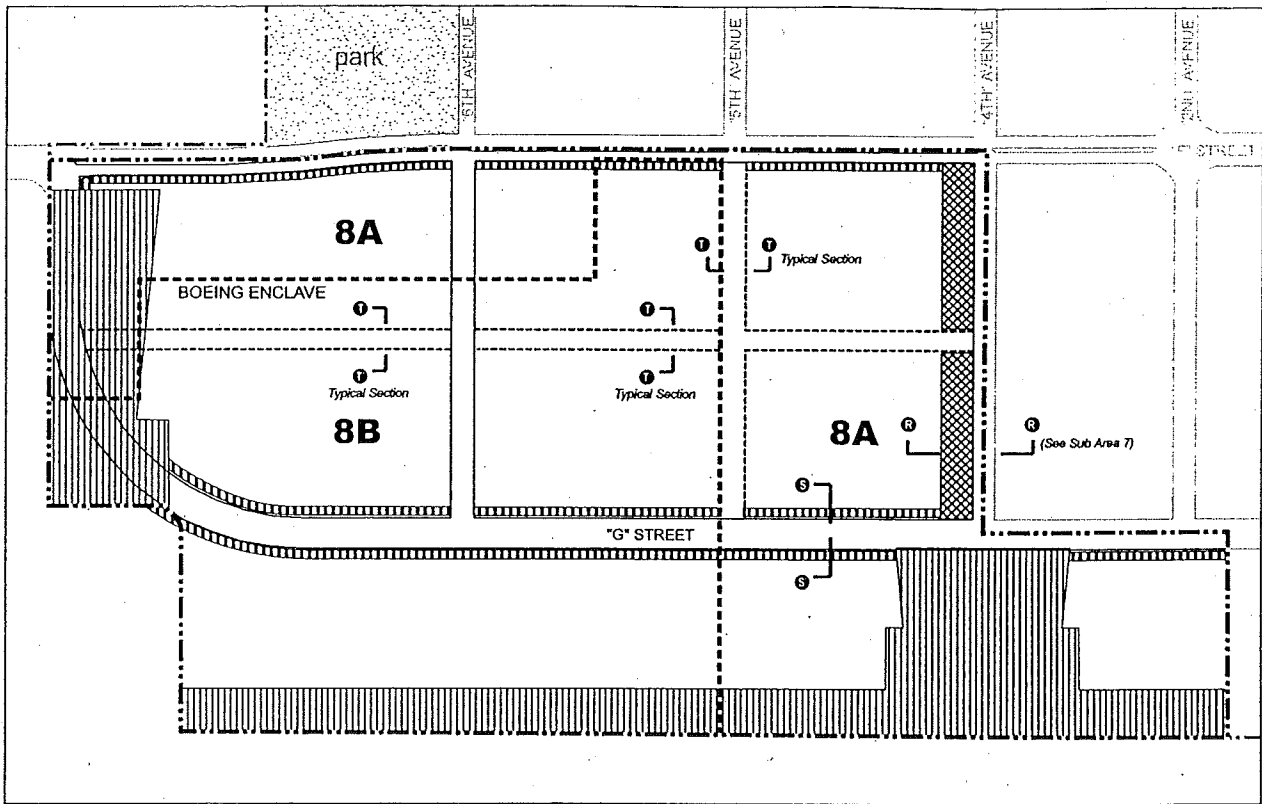 park
"6TH" AVENUE
"5TH" AVENUE
"4TH" AVENUE
"2ND" AVENUE
"F" STREET
8A
T
T
Typical Section
BOEING ENCLAVE
T
T
T
T
Typical Section
Typical Section
8B
8A
R
R
(See Sub Area 7)
S
"G" STREET
S